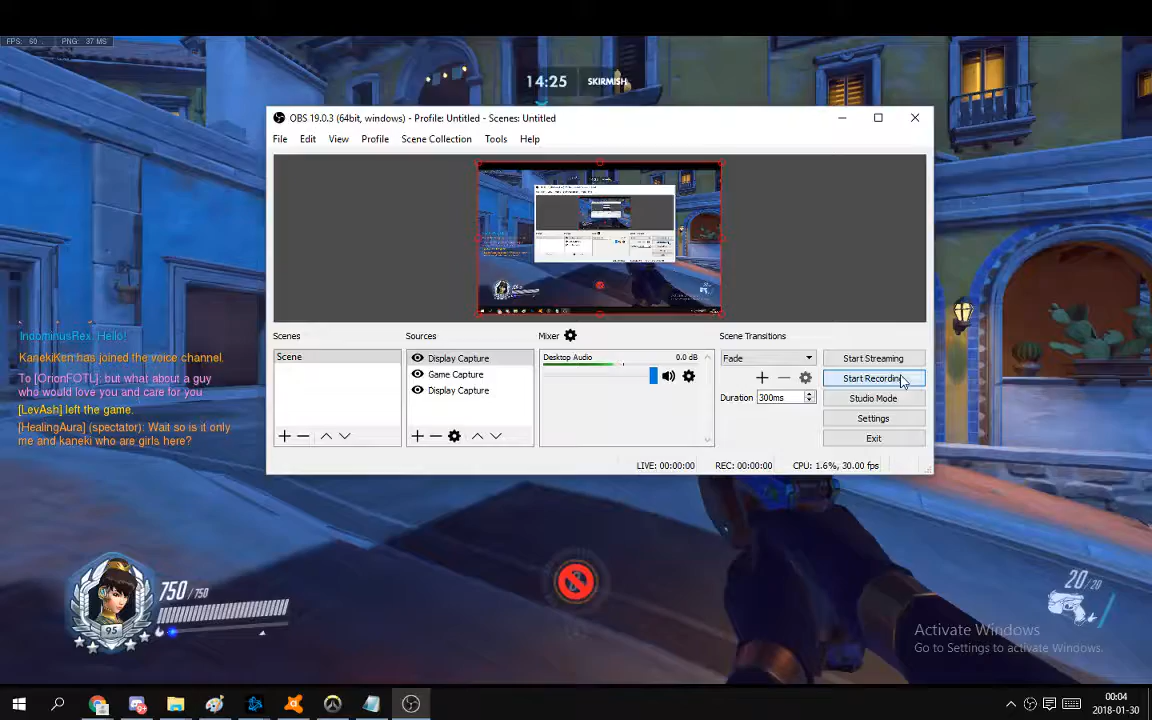 FPS: 60 PNG: 37 MS
14:25 SKIRMISH
OBS 19.0.3 (64bit, windows) - Profile: Untitled - Scenes: Untitled
File Edit View Profile Scene Collection Tools Help
IndominusRex: Hello!
KanekiKen has joined the voice channel.
To [OrionFOTL]: but what about a guy
who would love you and care for you
[LevAsh] left the game.
[HealingAura] (spectator): Wait so is it only
me and kaneki who are girls here?
Scenes
Scene
Sources
Display Capture
Game Capture
Display Capture
Mixer
Desktop Audio 0.0 dB
Scene Transitions
Fade
Duration 300ms
Start Streaming
Start Recording
Studio Mode
Settings
Exit
LIVE: 00:00:00 REC: 00:00:00 CPU: 1.6%, 30.00 fps
750/750
95
20/20
Activate Windows
Go to Settings to activate Windows.
00:04
2018-01-30